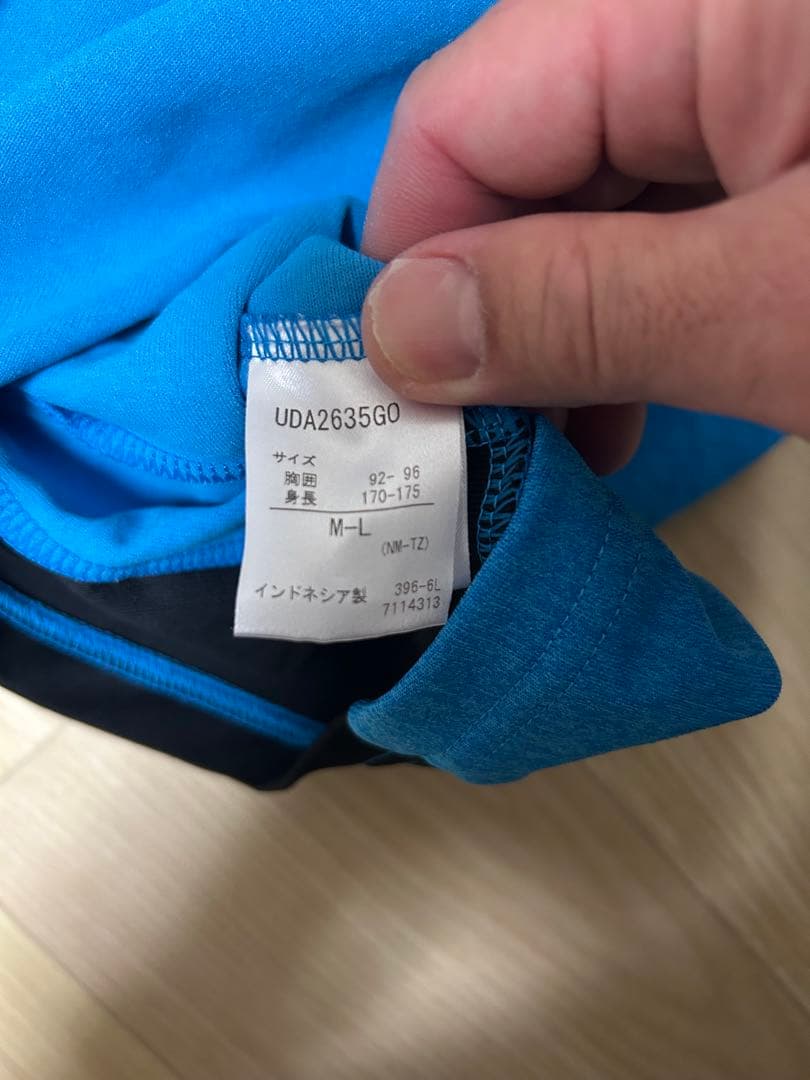 UDA2635GO
サイズ
胸囲 92- 96
身長 170-175
M-L
(NM-TZ)
インドネシア製 396-6L
7114313